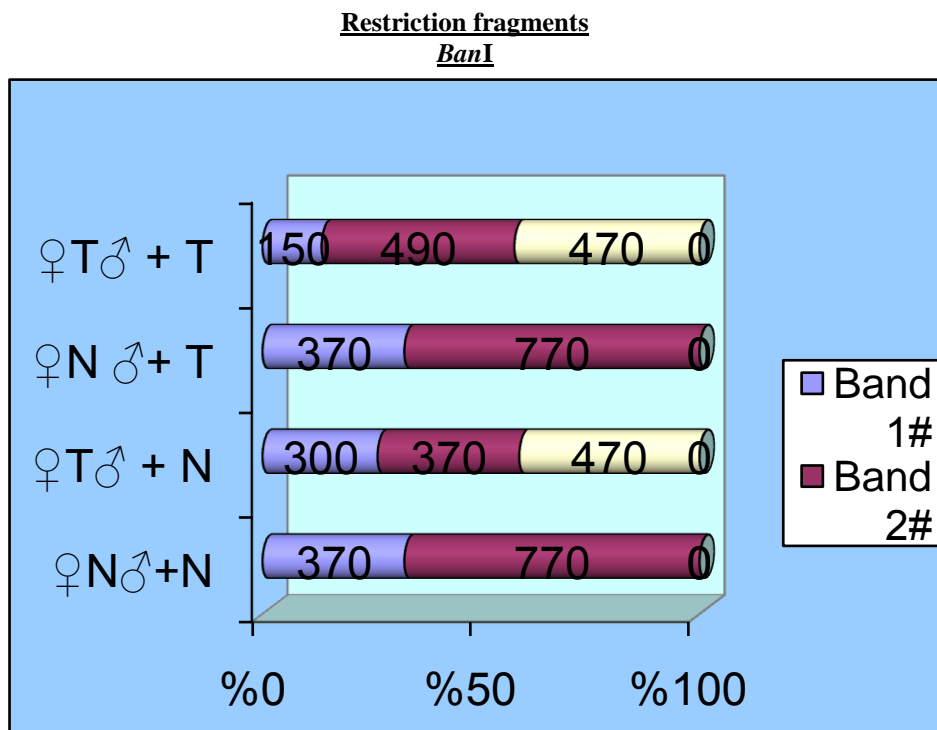 Restriction fragments
BanI
♀T♂ + T
150 490 470 0
♀N ♂+ T
370 770 0
♀T♂ + N
300 370 470 0
♀N♂+N
370 770 0
%0 %50 %100
Band
1#
Band
2#